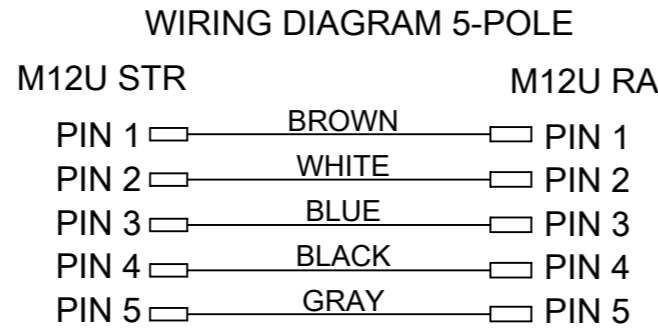 WIRING DIAGRAM 5-POLE
M12U STR M12U RA
PIN 1 BROWN PIN 1
PIN 2 WHITE PIN 2
PIN 3 BLUE PIN 3
PIN 4 BLACK PIN 4
PIN 5 GRAY PIN 5